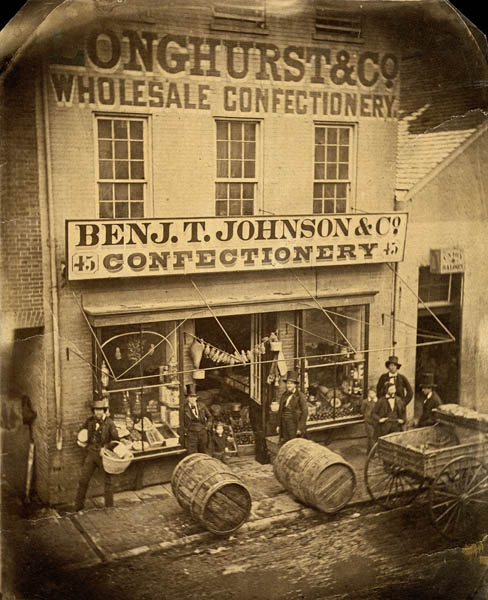 LONGHURST & CO
WHOLESALE CONFECTIONERY.
BENJ. T. JOHNSON & CO
45 CONFECTIONERY 45